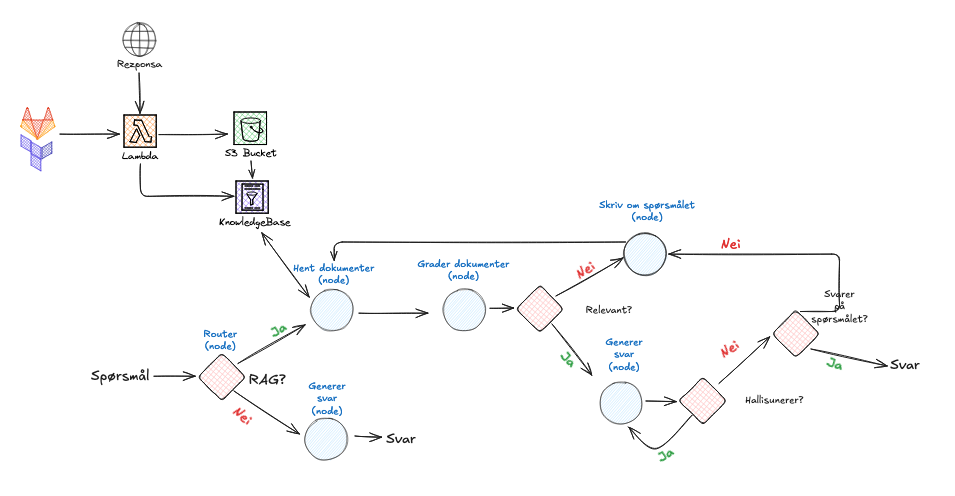 Rezponsa
Lambda
S3 Bucket
KnowledgeBase
Skriv om spørsmålet
(node)
Nei
Hent dokumenter
(node)
Grader dokumenter
(node)
Nei
Relevant?
Svarer
på
spørsmålet?
Router
(node)
Ja
Generer
svar
(node)
Ja
Nei
Ja
Svar
Spørsmål
RAG?
Generer
svar
(node)
Nei
Svar
Hallisunerer?
Ja